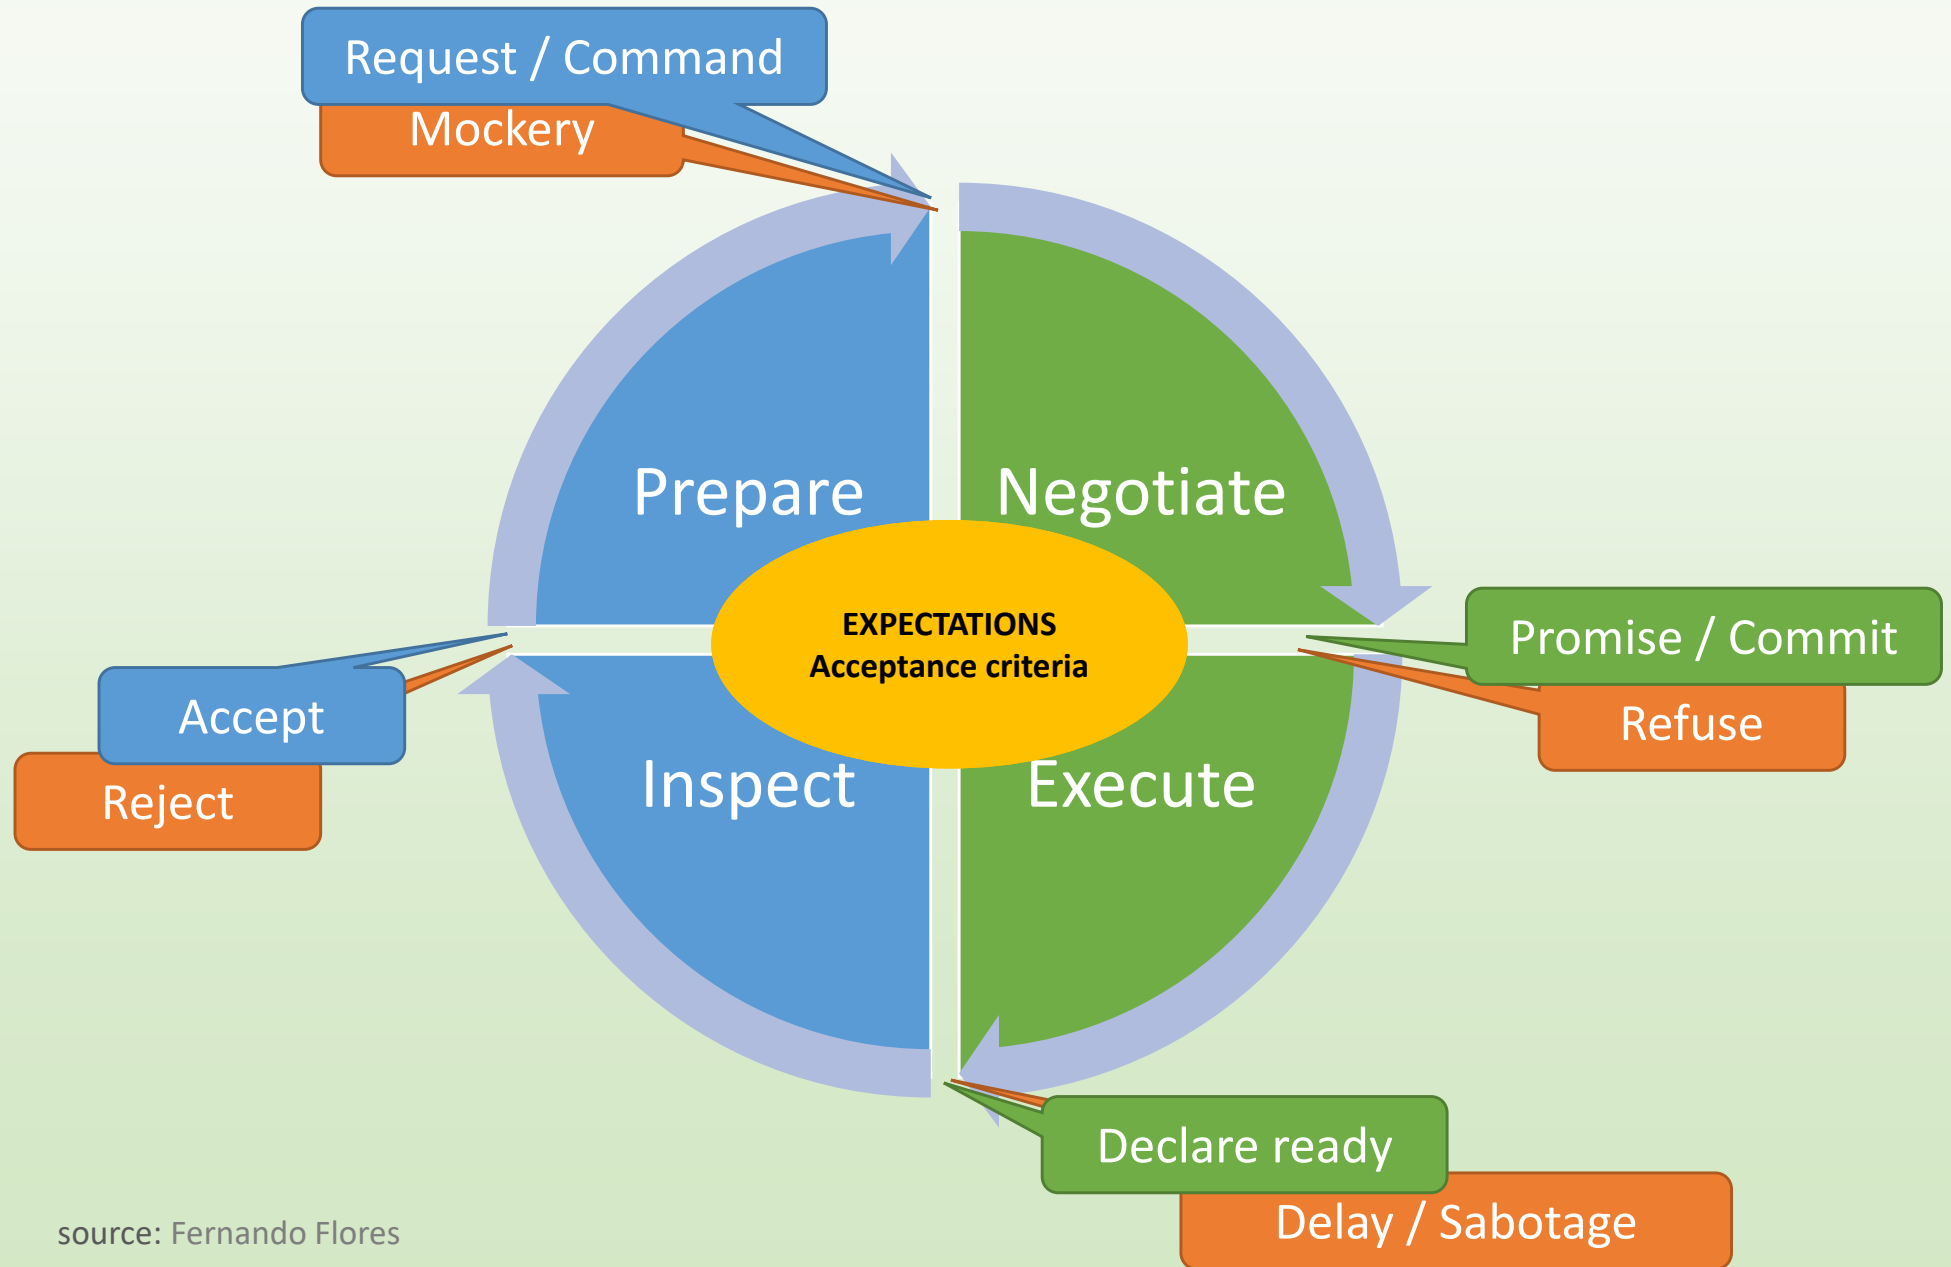 Request / Command
Mockery
Prepare
Negotiate
EXPECTATIONS
Acceptance criteria
Promise / Commit
Refuse
Accept
Reject
Inspect
Execute
Declare ready
Delay / Sabotage
source: Fernando Flores